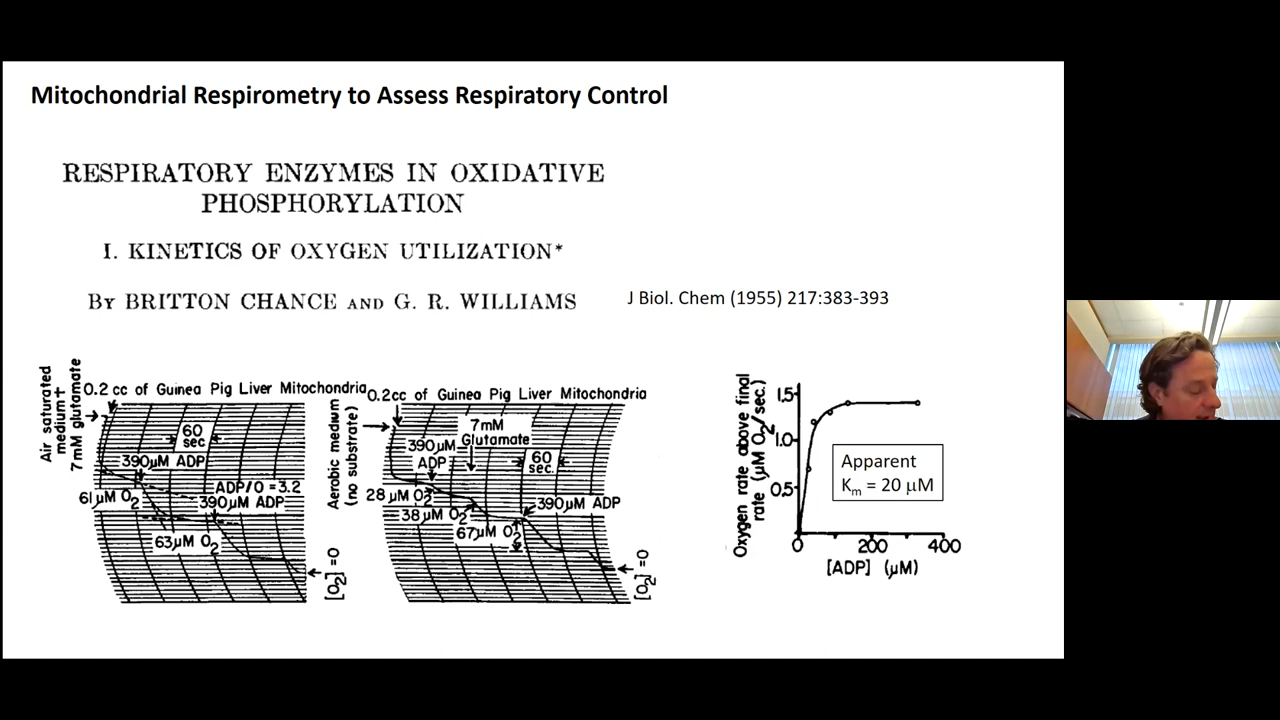 Mitochondrial Respirometry to Assess Respiratory Control
RESPIRATORY ENZYMES IN OXIDATIVE
PHOSPHORYLATION
I. KINETICS OF OXYGEN UTILIZATION*
BY BRITTON CHANCE AND G. R. WILLIAMS
J Biol. Chem (1955) 217:383-393
Air saturated
medium+
7mM glutamate
0.2 cc of Guinea Pig Liver Mitochondria
60
sec
390μM ADP
ADP/O =3.2
61μM O2
390μM ADP
63μM O2
[O2]=0
Aerobic medium
(no substrate)
0.2cc of Guinea Pig Liver Mitochondria
7mM
Glutamate
390μM
ADP
60
sec.
28μM O2
390μM ADP
38μM O2
67μM O2
[O2]=0
Oxygen rate above final
rate (μM O2/sec.)
1.5
1.0
0.5
0
0
200
400
[ADP] (μM)
Apparent
Km = 20 μM